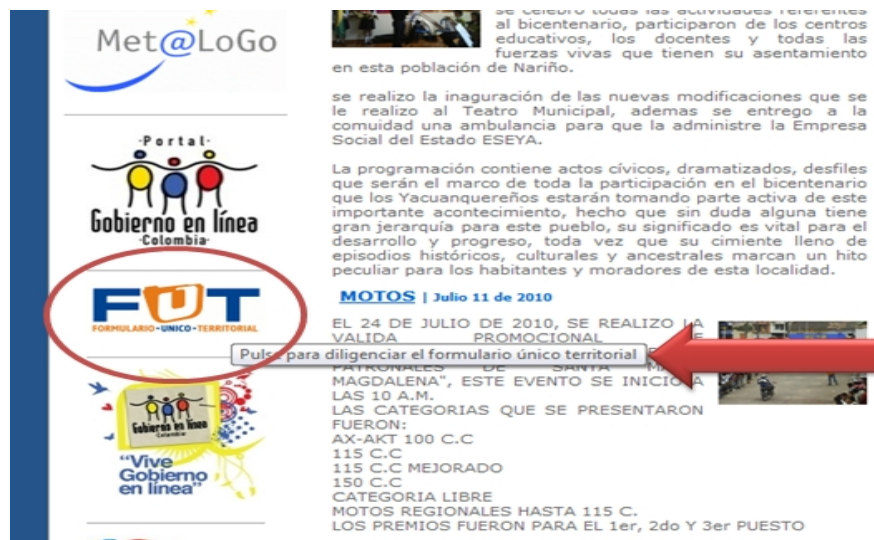 Met@LoGo
·Portal·
Gobierno en línea
·Colombia·
FUT
FORMULARIO·UNICO·TERRITORIAL
Gobierno en línea
·Colombia·
"Vive
Gobierno
en línea"
se celebro todas las actividades referentes
al bicentenario, participaron de los centros
educativos, los docentes y todas las
fuerzas vivas que tienen su asentamiento
en esta población de Nariño.
se realizo la inaguración de las nuevas modificaciones que se
le realizo al Teatro Municipal, ademas se entrego a la
comuidad una ambulancia para que la administre la Empresa
Social del Estado ESEYA.
La programación contiene actos cívicos, dramatizados, desfiles
que serán el marco de toda la participación en el bicentenario
que los Yacuanquereños estarán tomando parte activa de este
importante acontecimiento, hecho que sin duda alguna tiene
gran jerarquía para este pueblo, su significado es vital para el
desarrollo y progreso, toda vez que su cimiente lleno de
episodios históricos, culturales y ancestrales marcan un hito
peculiar para los habitantes y moradores de esta localidad.
MOTOS | Julio 11 de 2010
EL 24 DE JULIO DE 2010, SE REALIZO LA
VALIDA PROMOCIONAL
Pulse para diligenciar el formulario único territorial
PATRONALES DE SANTA
MAGDALENA", ESTE EVENTO SE INICIO A
LAS 10 A.M.
LAS CATEGORIAS QUE SE PRESENTARON
FUERON:
AX-AKT 100 C.C
115 C.C
115 C.C MEJORADO
150 C.C
CATEGORIA LIBRE
MOTOS REGIONALES HASTA 115 C.
LOS PREMIOS FUERON PARA EL 1er, 2do Y 3er PUESTO